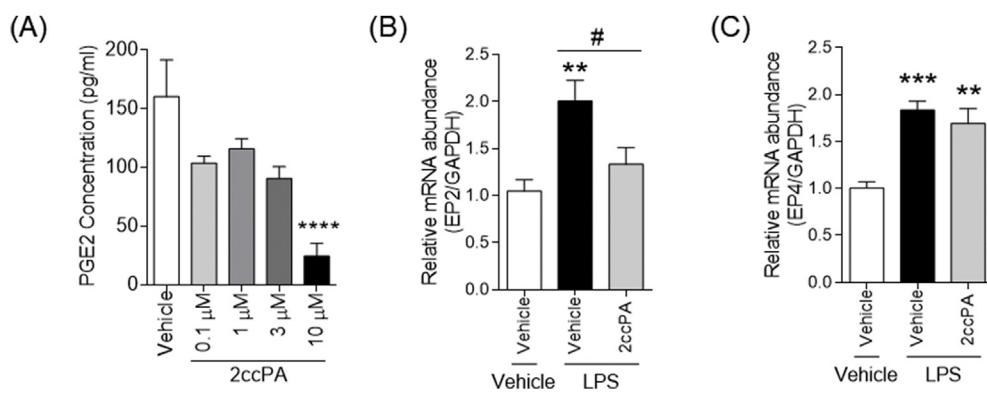 (A)
PGE2 Concentration (pg/ml)
200
150
100
50
0
****
Vehicle
0.1 µM
1 µM
3 µM
10 µM
2ccPA
(B)
Relative mRNA abundance
(EP2/GAPDH)
2.5
2.0
1.5
1.0
0.5
0.0
#
**
Vehicle
Vehicle
2ccPA
Vehicle
LPS
(C)
Relative mRNA abundance
(EP4/GAPDH)
2.5
2.0
1.5
1.0
0.5
0.0
***
**
Vehicle
Vehicle
2ccPA
Vehicle
LPS